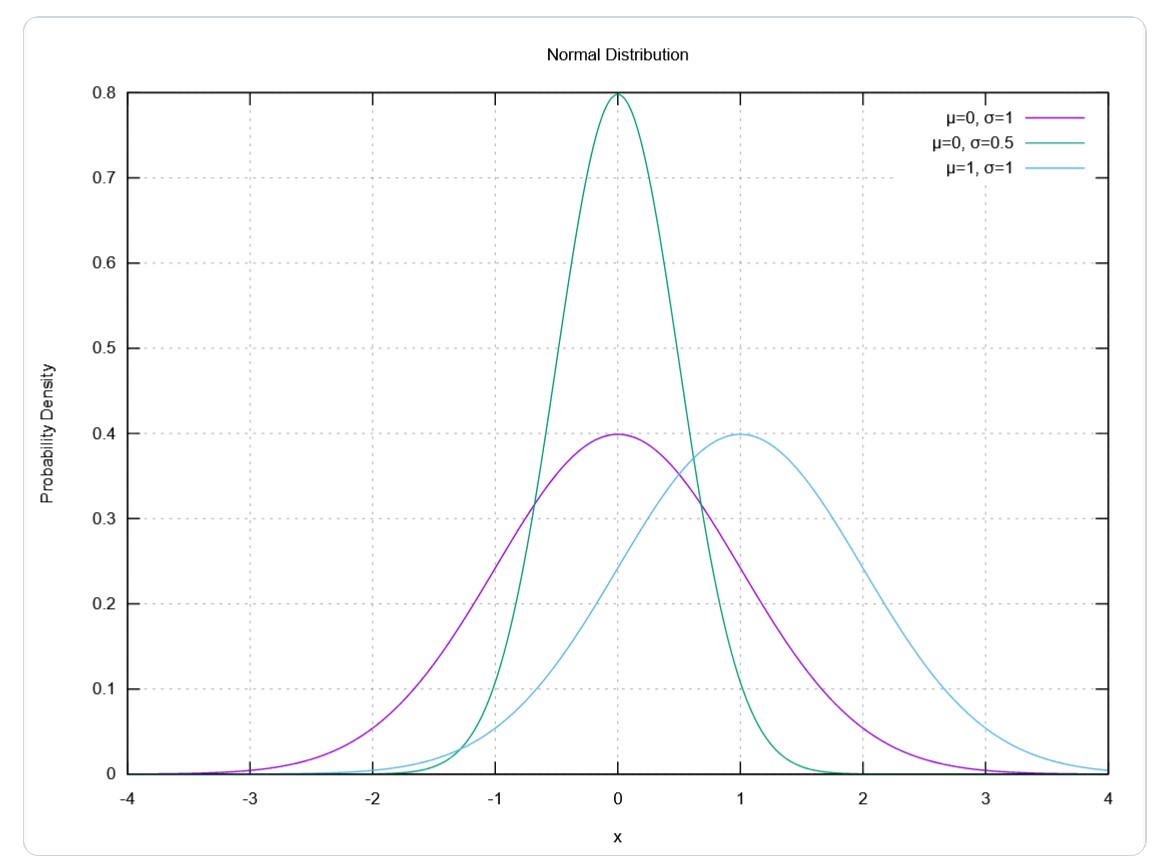 Normal Distribution
μ=0, σ=1
μ=0, σ=0.5
μ=1, σ=1
0.8
0.7
0.6
0.5
0.4
0.3
0.2
0.1
0
Probability Density
-4 -3 -2 -1 0 1 2 3 4
x